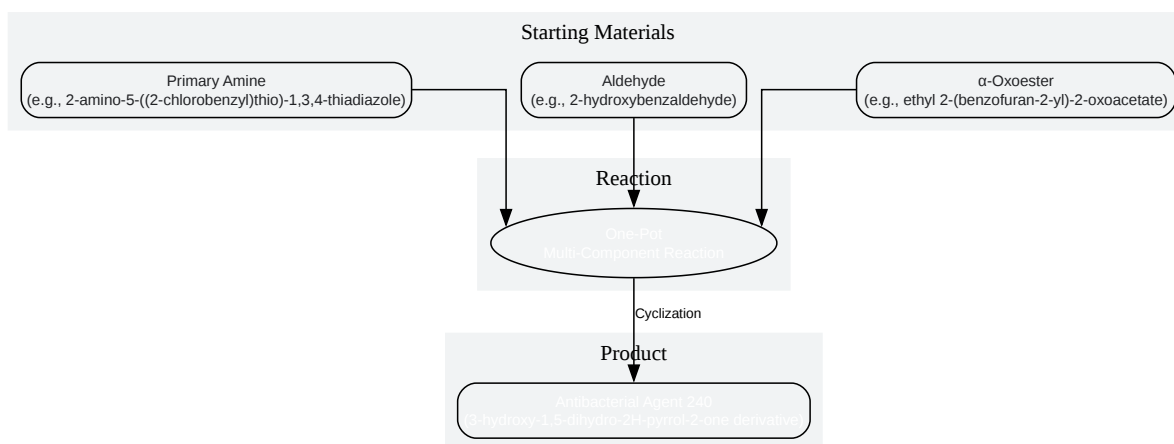 Starting Materials
Primary Amine
(e.g., 2-amino-5-((2-chlorobenzyl)thio)-1,3,4-thiadiazole)
Aldehyde
(e.g., 2-hydroxybenzaldehyde)
α-Oxoester
(e.g., ethyl 2-(benzofuran-2-yl)-2-oxoacetate)
Reaction
One-Pot
Multi-Component Reaction
Cyclization
Product
Antibacterial Agent 240
(3-hydroxy-1,5-dihydro-2H-pyrrol-2-one derivative)